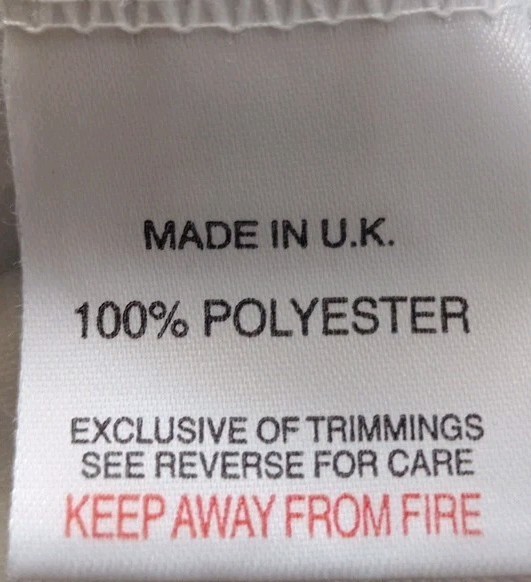 MADE IN U.K.
100% POLYESTER
EXCLUSIVE OF TRIMMINGS
SEE REVERSE FOR CARE
KEEP AWAY FROM FIRE